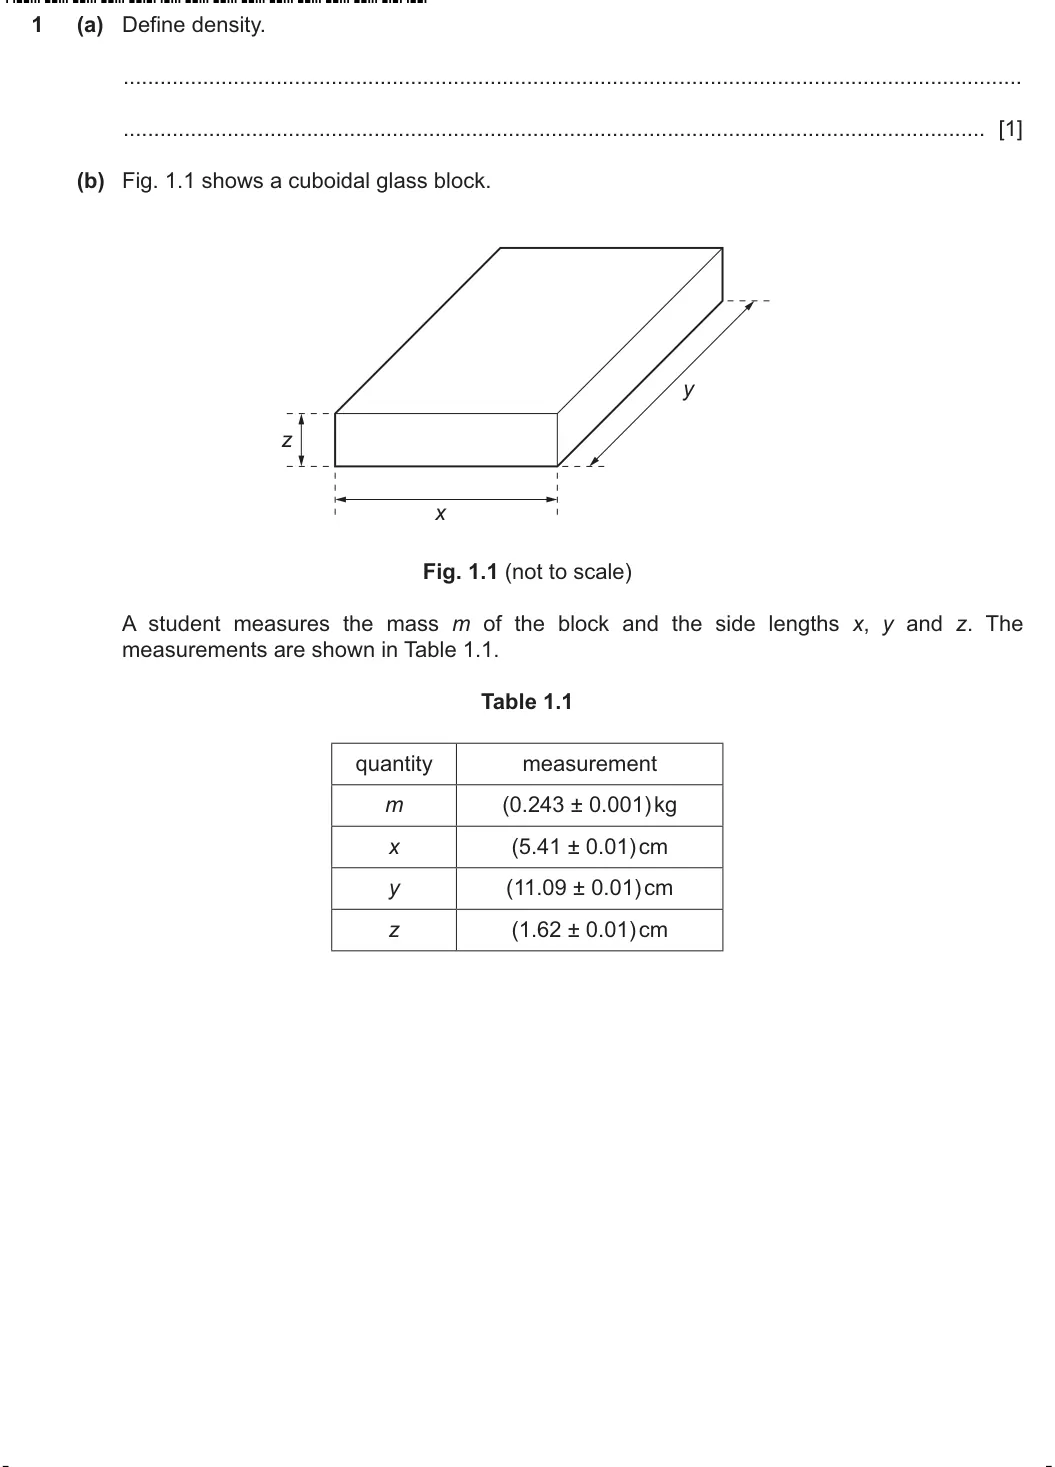 1 (a) Define density.
..........................................................................................................................................................
.................................................................................................................................................... [1]
(b) Fig. 1.1 shows a cuboidal glass block.
y
z
x
Fig. 1.1 (not to scale)
A student measures the mass m of the block and the side lengths x, y and z. The
measurements are shown in Table 1.1.
Table 1.1
quantity measurement
m (0.243 ± 0.001) kg
x (5.41 ± 0.01) cm
y (11.09 ± 0.01) cm
z (1.62 ± 0.01) cm